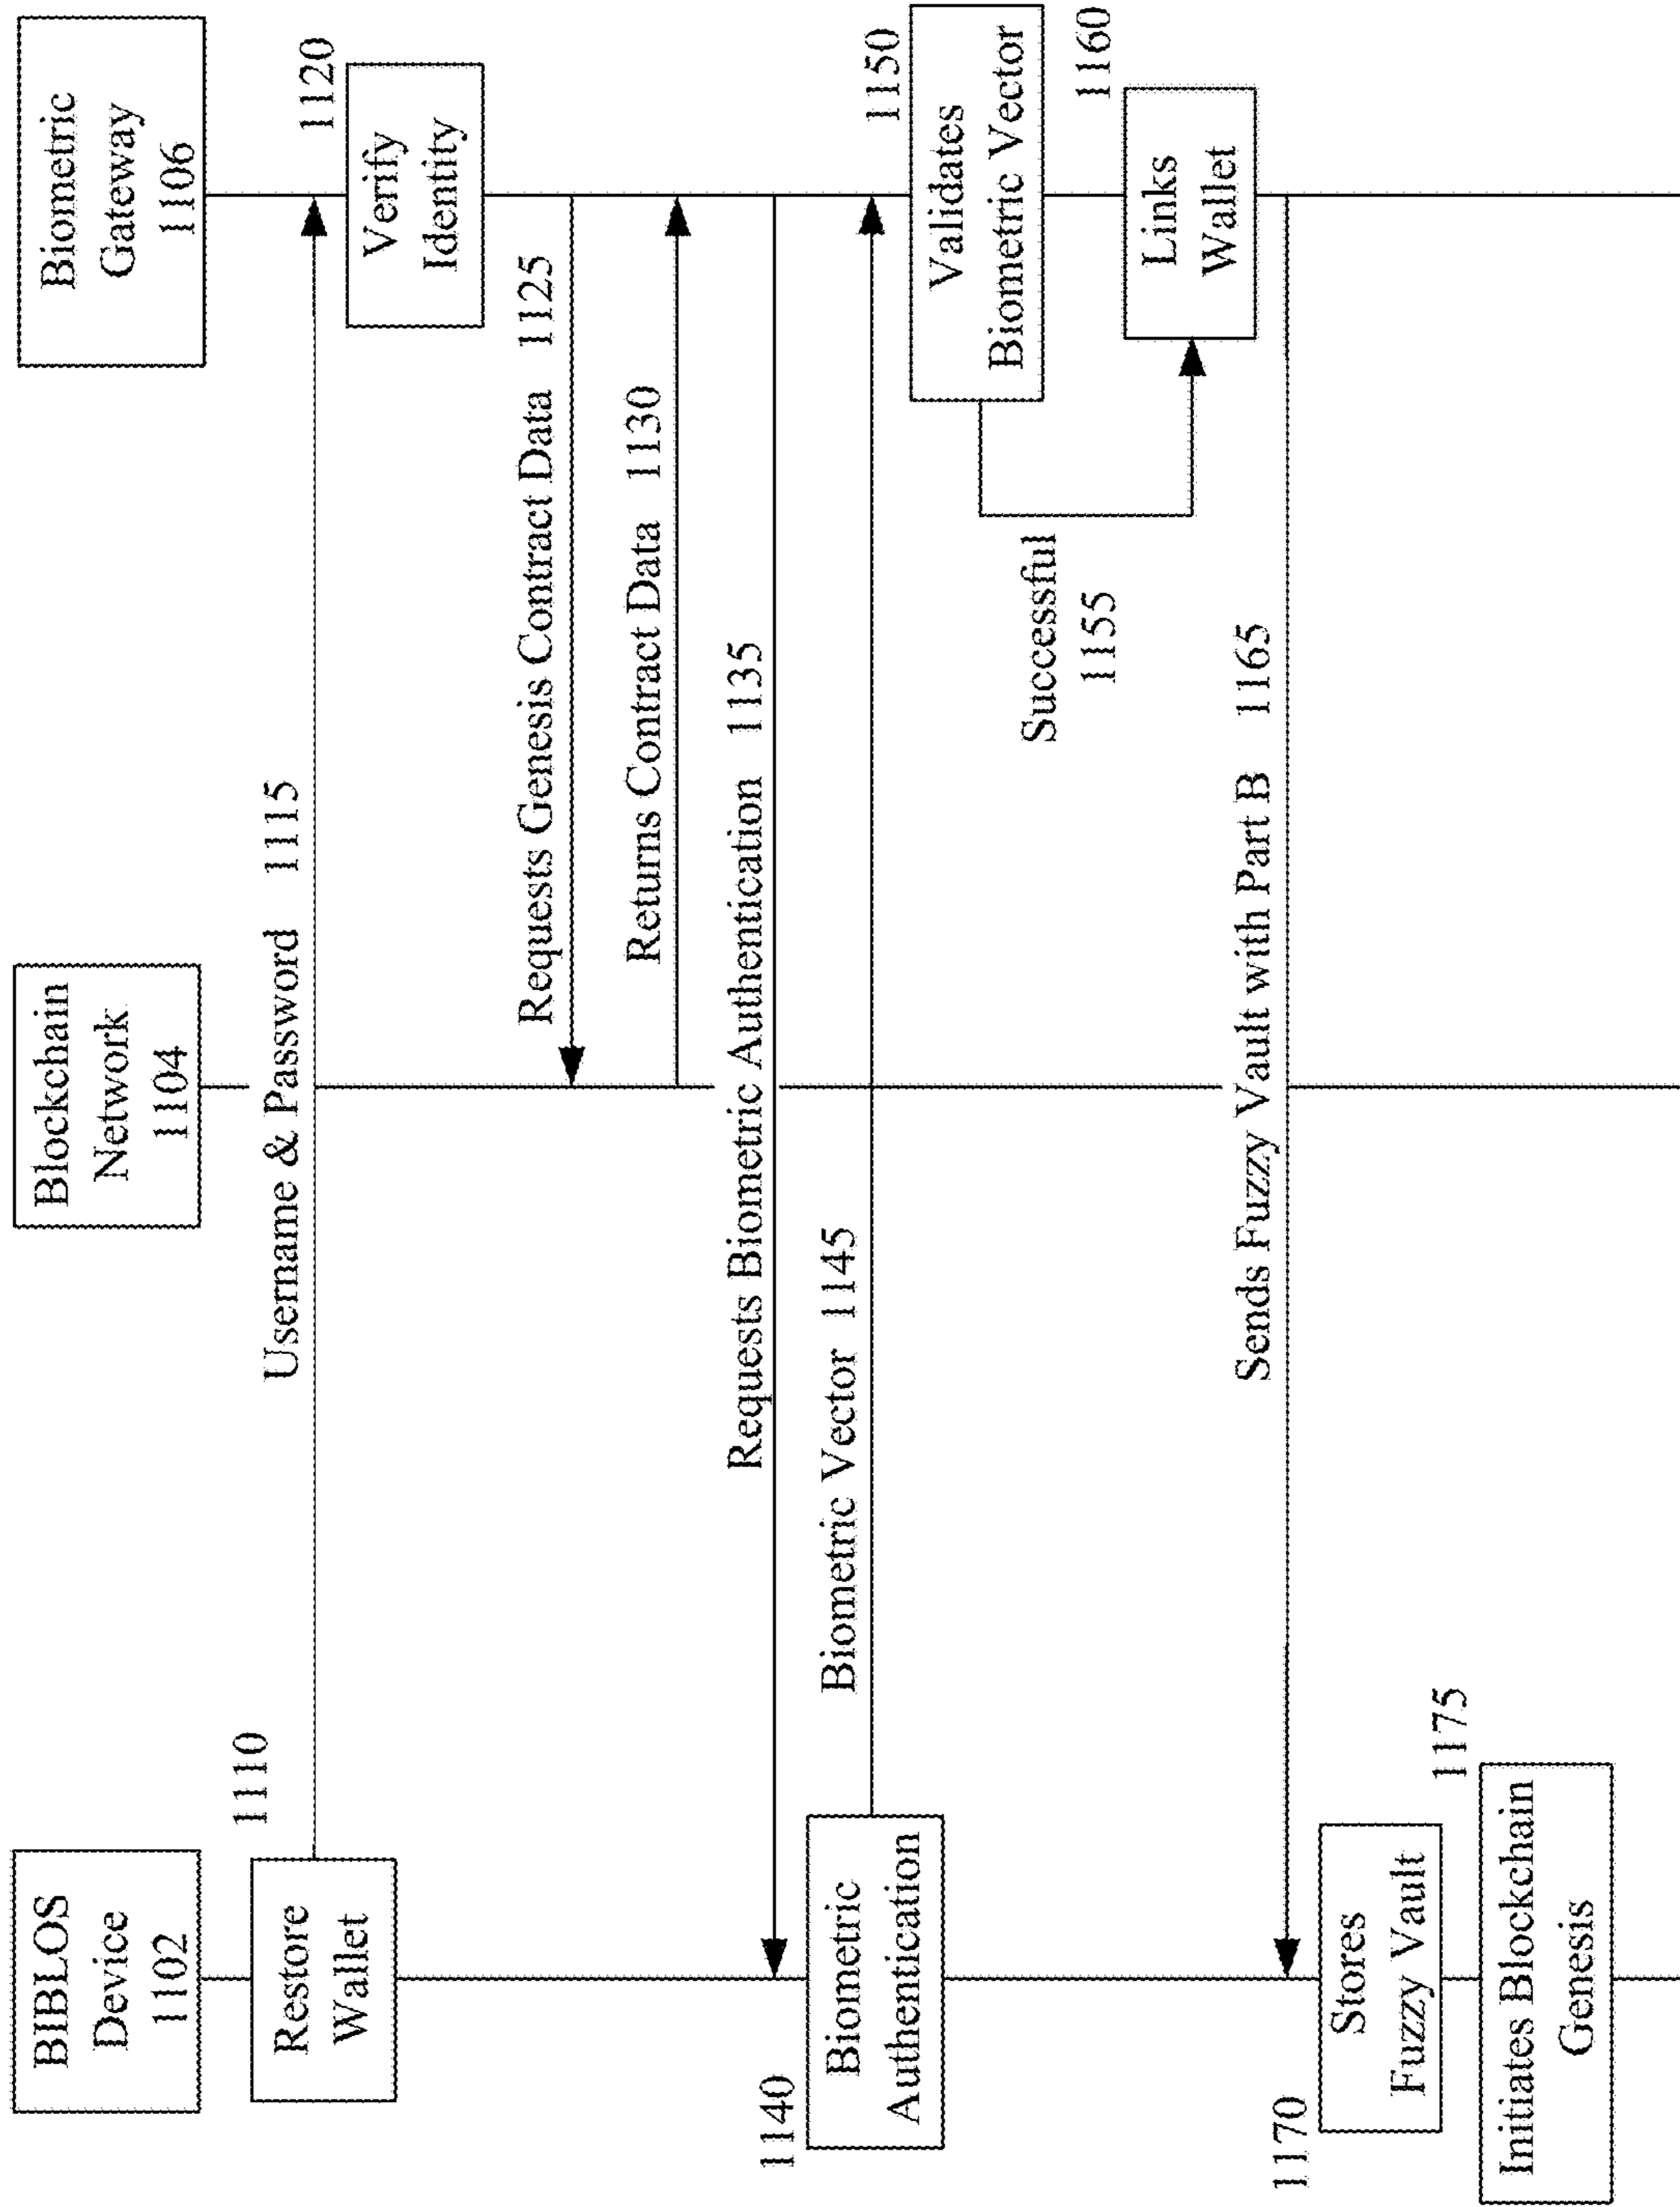 BIBLOS
Device
1102
Blockchain
Network
1104
Biometric
Gateway
1106
1110
Restore
Wallet
Username & Password 1115
1120
Verify
Identity
Requests Genesis Contract Data 1125
Returns Contract Data 1130
Requests Biometric Authentication 1135
1140
Biometric
Authentication
Biometric Vector 1145
1150
Validates
Biometric Vector
Successful
1155
1160
Links
Wallet
Sends Fuzzy Vault with Part B 1165
1170
Stores
Fuzzy Vault
1175
Initiates Blockchain
Genesis